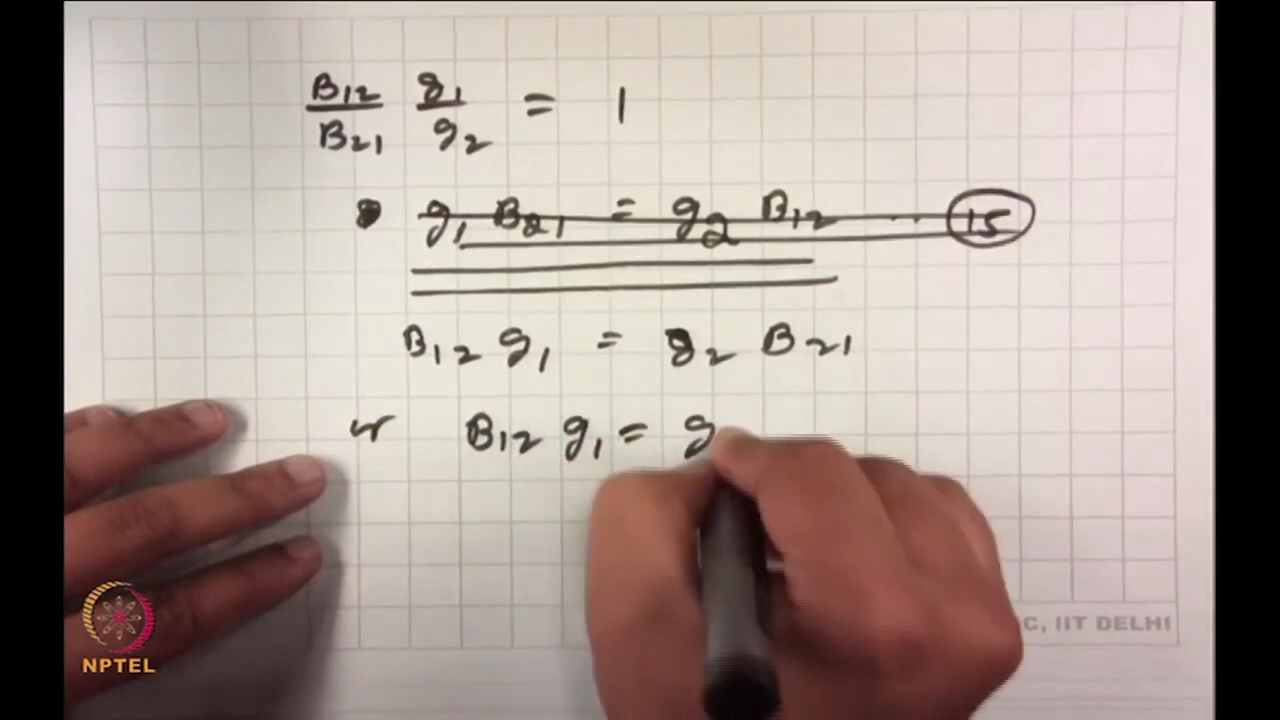 B₁₂/B₂₁ g₁/g₂ = 1
g₁ B₂₁ = g₂ B₁₂ .. 15
B₁₂ g₁ = g₂ B₂₁
or B₁₂ g₁ = g
C, IIT DELHI
NPTEL